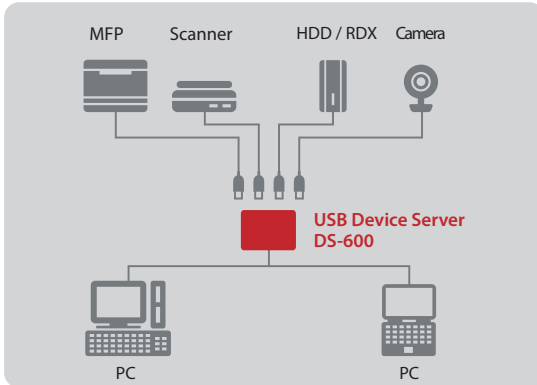 MFP
Scanner
HDD / RDX
Camera
USB Device Server
DS-600
PC
PC